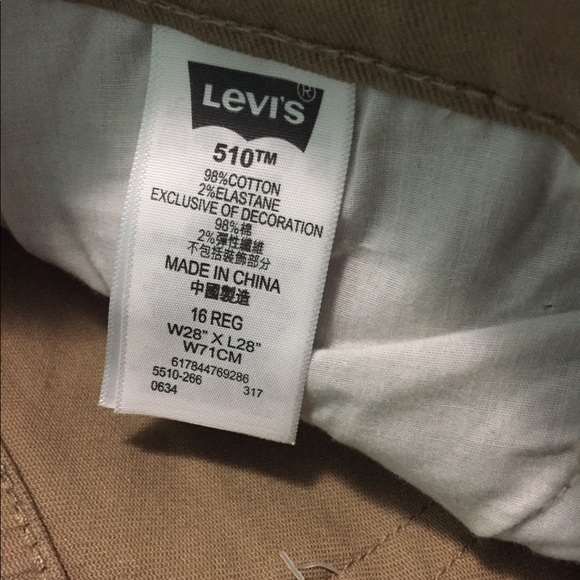 LEVI'S®
510™
98%COTTON
2%ELASTANE
EXCLUSIVE OF DECORATION
98%棉
2%彈性纖維
不包括裝飾部分
MADE IN CHINA
中國製造
16 REG
W28" X L28"
W71CM
617844769286
5510-266 317
0634